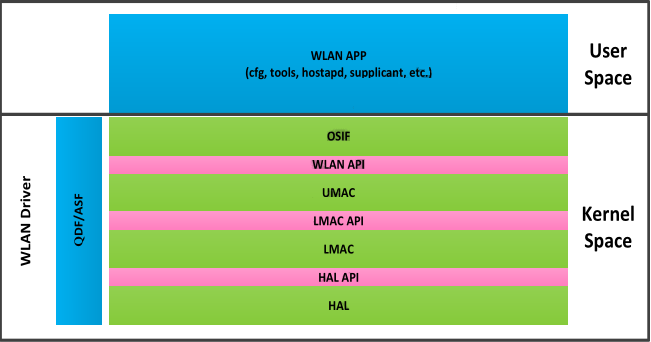 WLAN APP
(cfg, tools, hostapd, supplicant, etc.)
User
Space
WLAN Driver
QDF/ASF
OSIF
WLAN API
UMAC
LMAC API
LMAC
HAL API
HAL
Kernel
Space